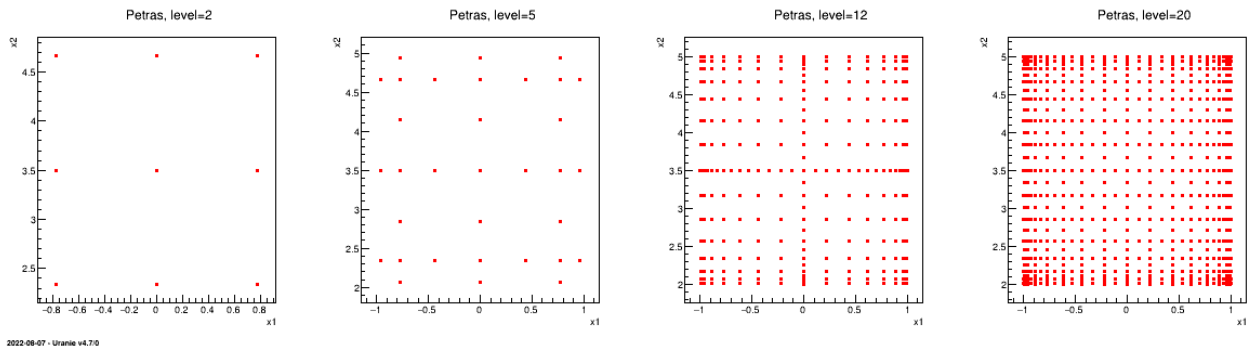 Petras, level=2
x2
4.5
4
3.5
3
2.5
−0.8 −0.6 −0.4 −0.2 0 0.2 0.4 0.6 0.8
x1
Petras, level=5
x2
5
4.5
4
3.5
3
2.5
2
−1 −0.5 0 0.5 1
x1
Petras, level=12
x2
5
4.5
4
3.5
3
2.5
2
−1 −0.5 0 0.5 1
x1
Petras, level=20
x2
5
4.5
4
3.5
3
2.5
2
−1 −0.5 0 0.5 1
x1
2022-08-07 - Uranie v4.7/0